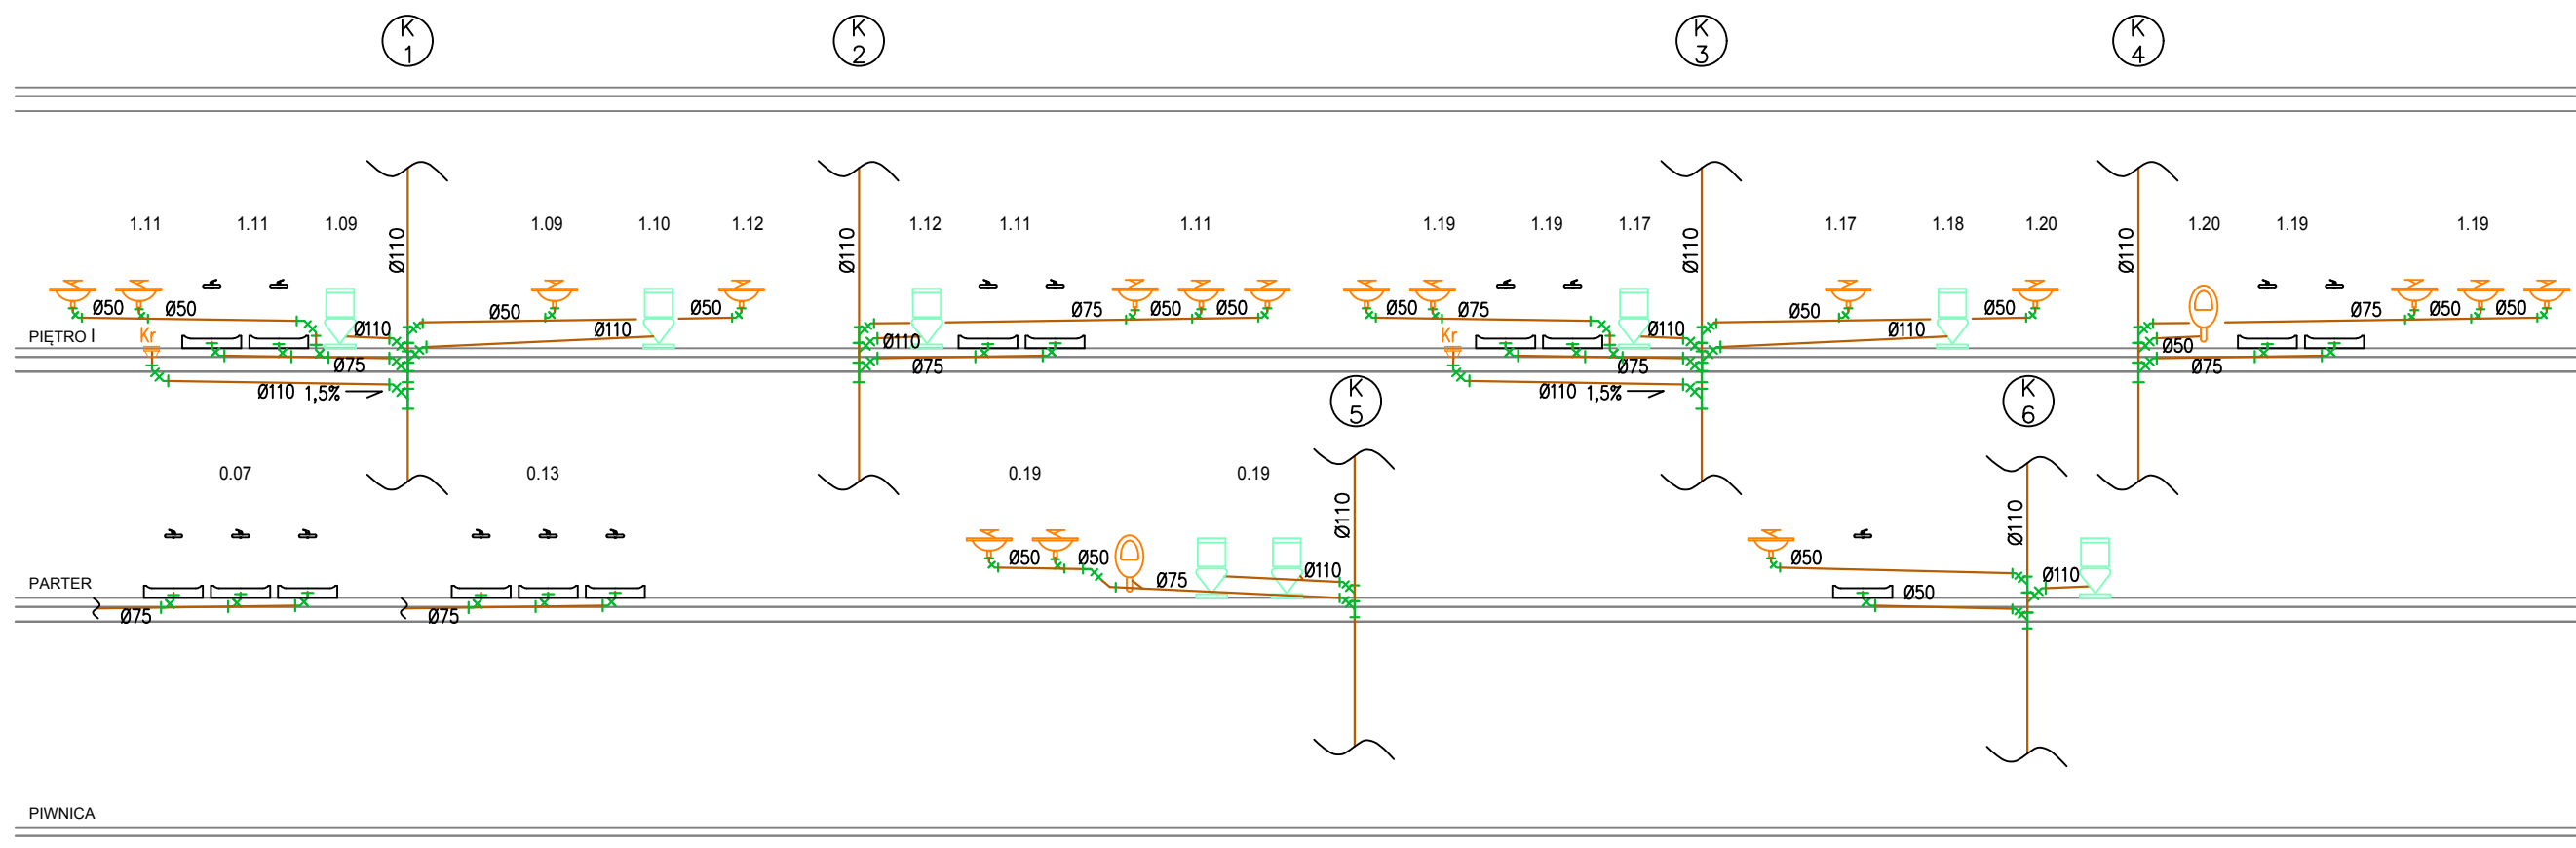 K 1
K 2
K 3
K 4
1.11 1.11 1.09 1.09 1.10 1.12 1.12 1.11 1.11 1.19 1.19 1.17 1.17 1.18 1.20 1.20 1.19 1.19
Ø110 Ø110 Ø110 Ø110
Ø50 Ø50 Ø50 Ø50 Ø75 Ø50 Ø50 Ø50 Ø75 Ø50 Ø50 Ø75 Ø50 Ø50
PIĘTRO I Kr Ø110 Ø110 Ø110 Kr Ø110 Ø110 Ø50
Ø75 Ø75 Ø75 Ø75
Ø110 1,5% Ø110 1,5%
K 5
K 6
0.07 0.13 0.19 0.19
Ø110 Ø110
Ø50 Ø50 Ø75 Ø110 Ø50 Ø110
PARTER Ø50
Ø75 Ø75
PIWNICA